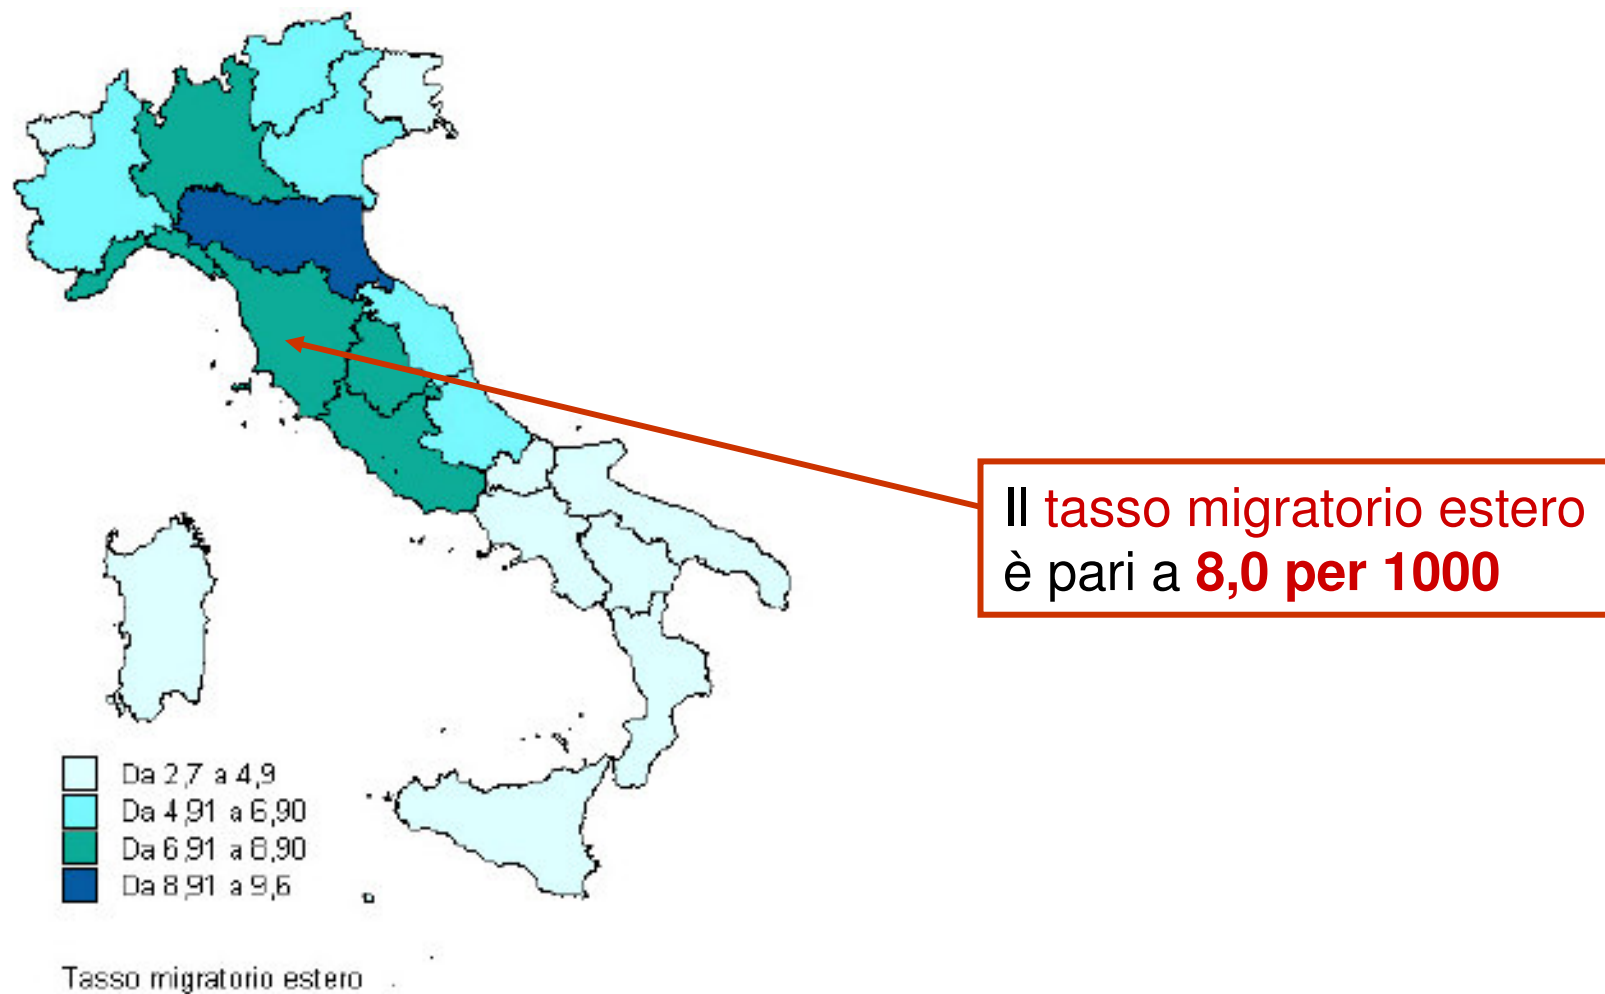 Il tasso migratorio estero
è pari a 8,0 per 1000
Da 2,7 a 4,9
Da 4,91 a 6,90
Da 6,91 a 8,90
Da 8,91 a 9,6
Tasso migratorio estero